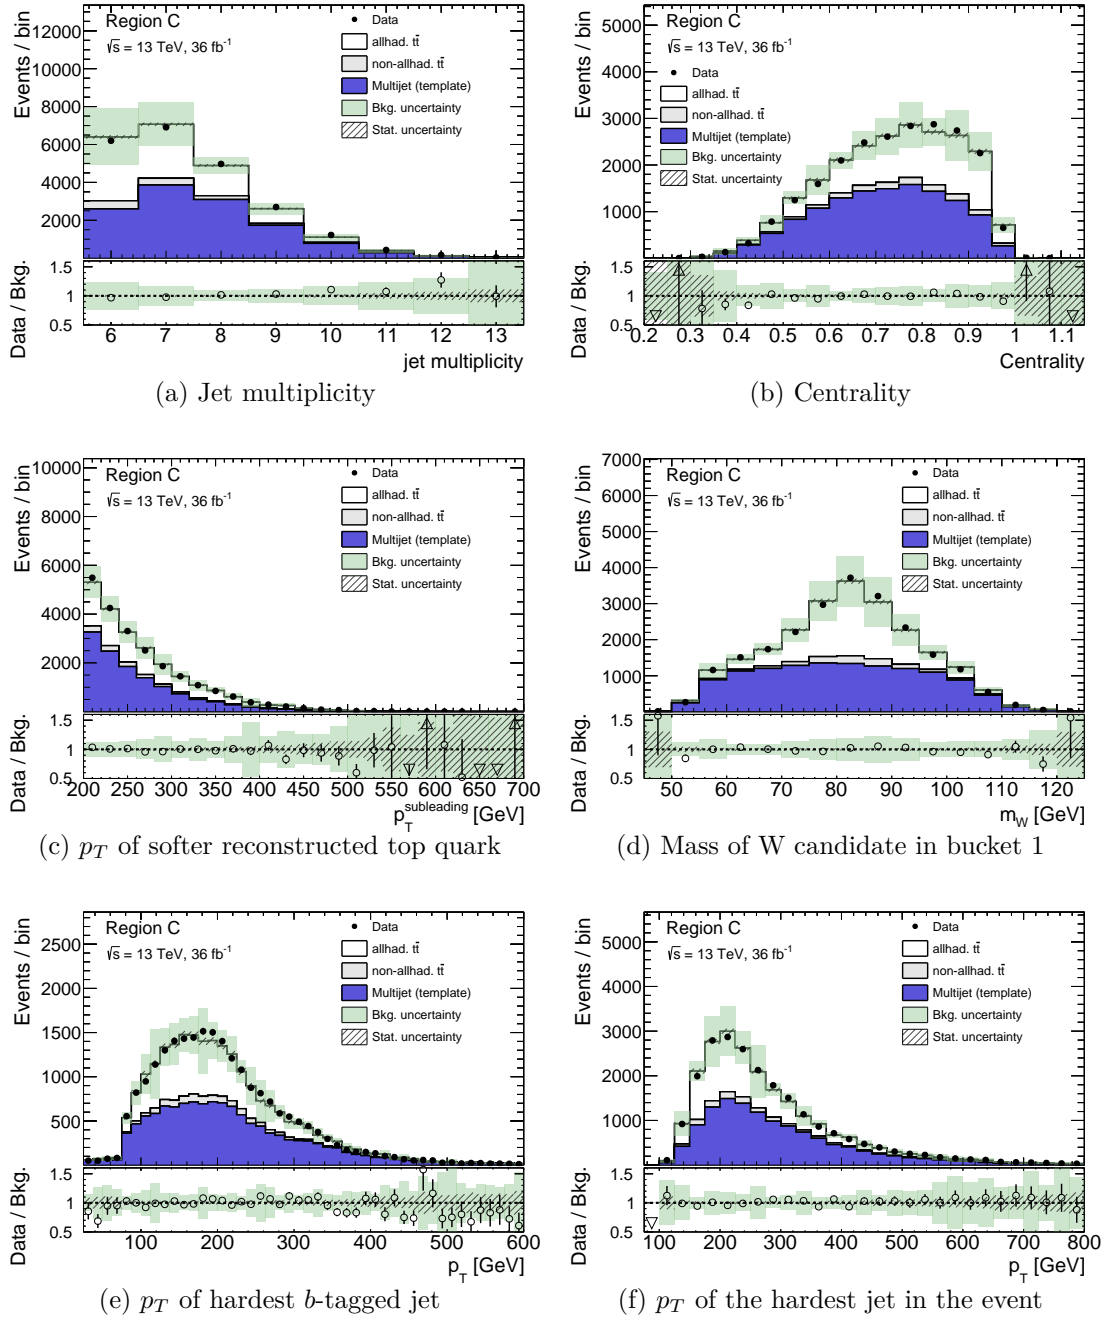 Region C
√s = 13 TeV, 36 fb⁻¹
Data
allhad. tt̄
non-allhad. tt̄
Multijet (template)
Bkg. uncertainty
Stat. uncertainty
Events / bin
12000
10000
8000
6000
4000
2000
Data / Bkg.
1.5
1
0.5
6 7 8 9 10 11 12 13
jet multiplicity
(a) Jet multiplicity
Region C
√s = 13 TeV, 36 fb⁻¹
Data
allhad. tt̄
non-allhad. tt̄
Multijet (template)
Bkg. uncertainty
Stat. uncertainty
Events / bin
5000
4000
3000
2000
1000
Data / Bkg.
1.5
1
0.5
0.2 0.3 0.4 0.5 0.6 0.7 0.8 0.9 1 1.1
Centrality
(b) Centrality
Region C
√s = 13 TeV, 36 fb⁻¹
Data
allhad. tt̄
non-allhad. tt̄
Multijet (template)
Bkg. uncertainty
Stat. uncertainty
Events / bin
10000
8000
6000
4000
2000
Data / Bkg.
1.5
1
0.5
200 250 300 350 400 450 500 550 600 650 700
p_T^subleading [GeV]
(c) p_T of softer reconstructed top quark
Region C
√s = 13 TeV, 36 fb⁻¹
Data
allhad. tt̄
non-allhad. tt̄
Multijet (template)
Bkg. uncertainty
Stat. uncertainty
Events / bin
7000
6000
5000
4000
3000
2000
1000
Data / Bkg.
1.5
1
0.5
50 60 70 80 90 100 110 120
m_W [GeV]
(d) Mass of W candidate in bucket 1
Region C
√s = 13 TeV, 36 fb⁻¹
Data
allhad. tt̄
non-allhad. tt̄
Multijet (template)
Bkg. uncertainty
Stat. uncertainty
Events / bin
2500
2000
1500
1000
500
Data / Bkg.
1.5
1
0.5
100 200 300 400 500 600
p_T [GeV]
(e) p_T of hardest b-tagged jet
Region C
√s = 13 TeV, 36 fb⁻¹
Data
allhad. tt̄
non-allhad. tt̄
Multijet (template)
Bkg. uncertainty
Stat. uncertainty
Events / bin
5000
4000
3000
2000
1000
Data / Bkg.
1.5
1
0.5
100 200 300 400 500 600 700 800
p_T [GeV]
(f) p_T of the hardest jet in the event